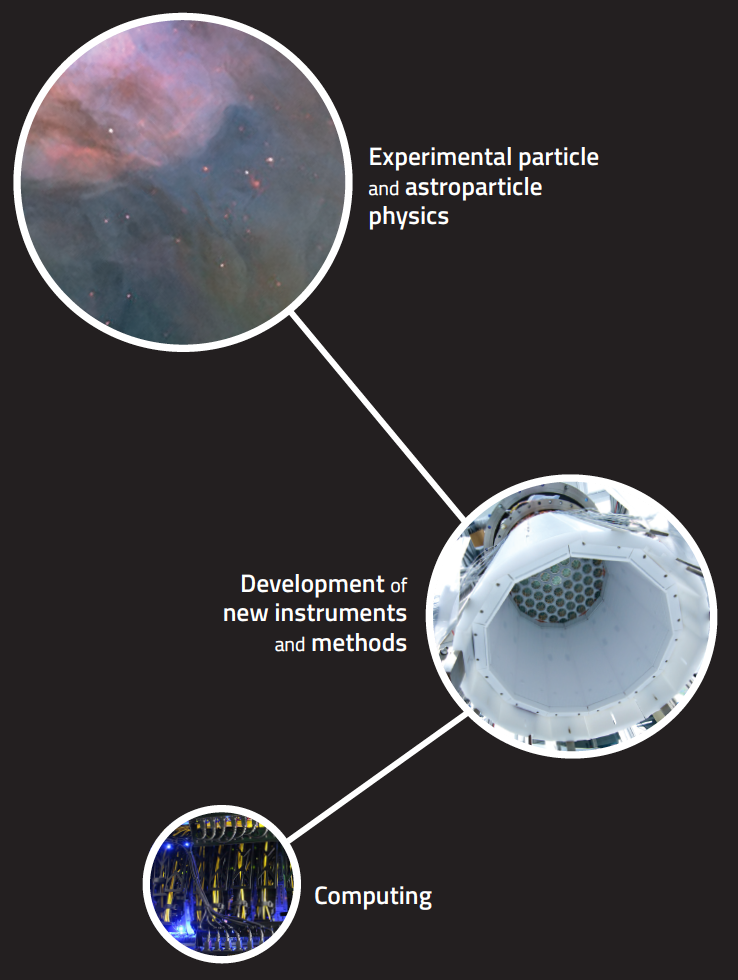 Experimental particle
and astroparticle
physics
Development of
new instruments
and methods
Computing